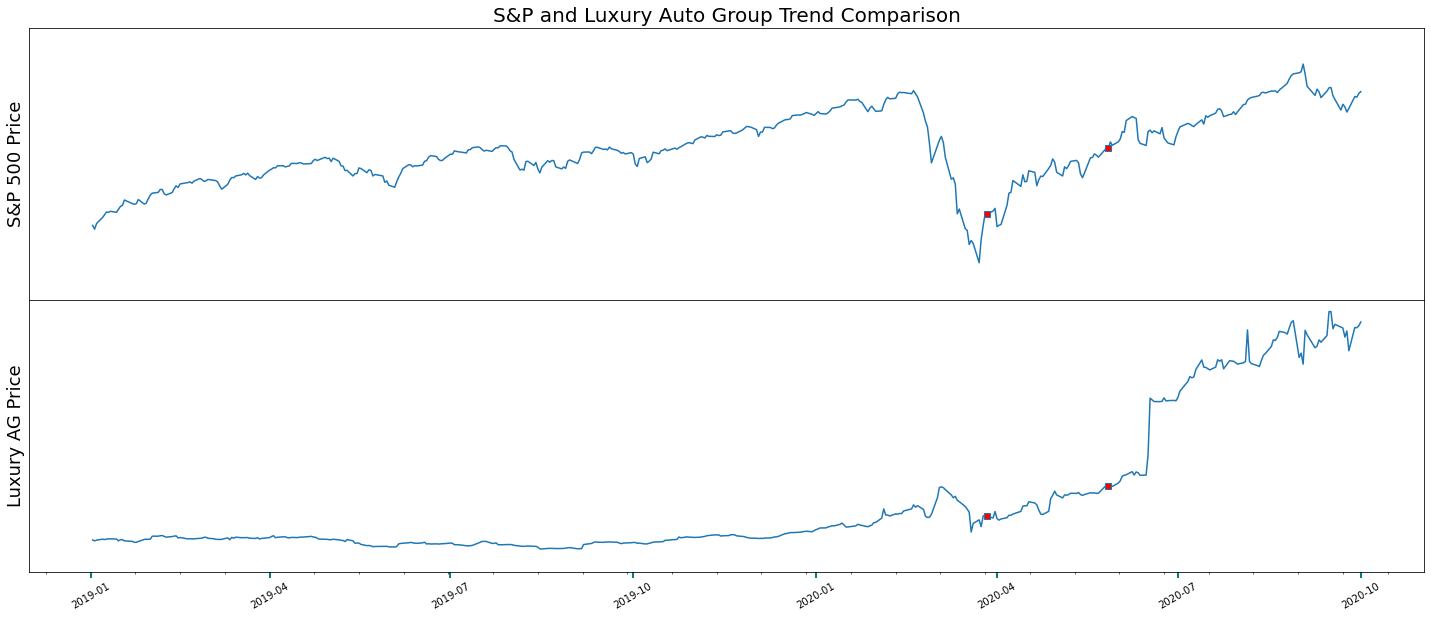 S&P and Luxury Auto Group Trend Comparison
S&P 500 Price
Luxury AG Price
2019-01
2019-04
2019-07
2019-10
2020-01
2020-04
2020-07
2020-10